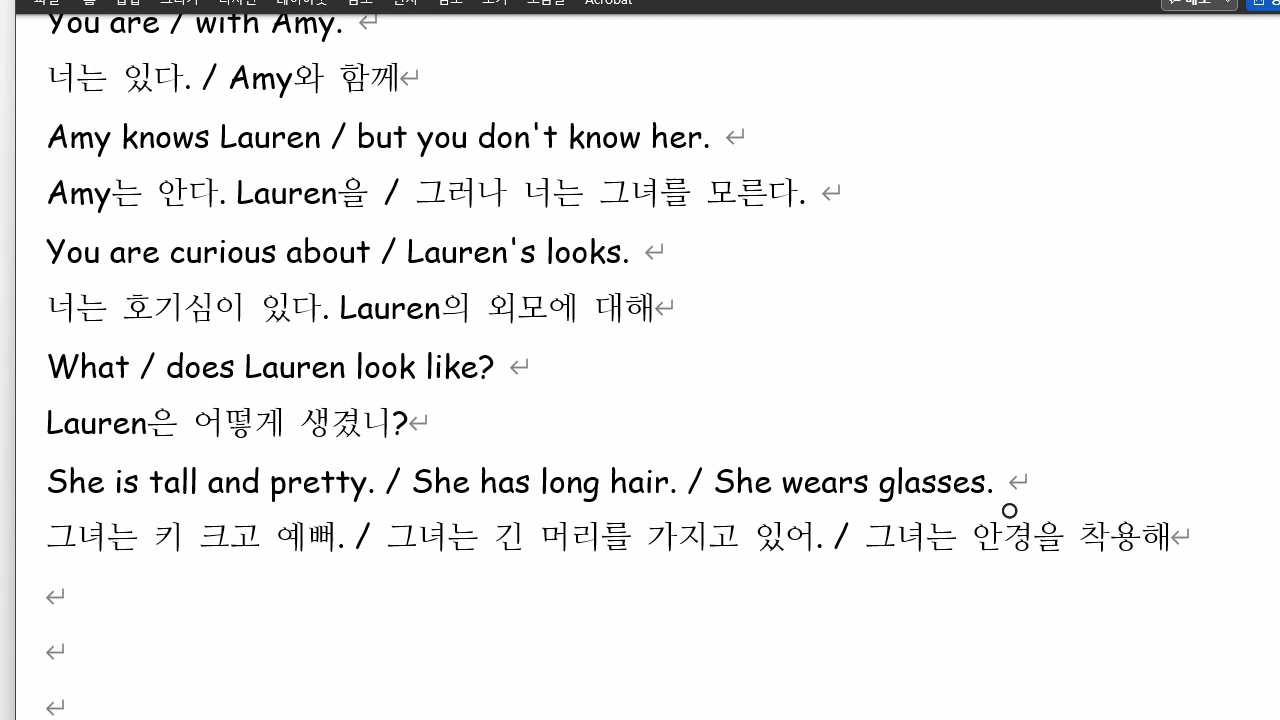 Acrobat
You are / with Amy. ↵
너는 있다. / Amy와 함께↵
Amy knows Lauren / but you don't know her. ↵
Amy는 안다. Lauren을 / 그러나 너는 그녀를 모른다. ↵
You are curious about / Lauren's looks. ↵
너는 호기심이 있다. Lauren의 외모에 대해↵
What / does Lauren look like? ↵
Lauren은 어떻게 생겼니?↵
She is tall and pretty. / She has long hair. / She wears glasses. ↵
그녀는 키 크고 예뻐. / 그녀는 긴 머리를 가지고 있어. / 그녀는 안경을 착용해↵
↵
↵
↵